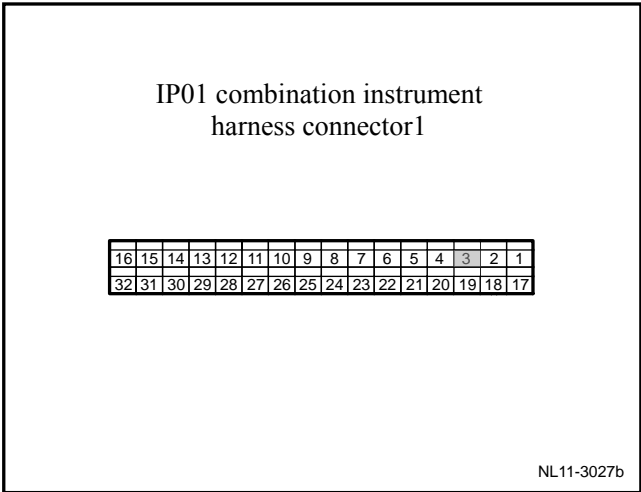 IP01 combination instrument
harness connector1
16 15 14 13 12 11 10 9 8 7 6 5 4 3 2 1
32 31 30 29 28 27 26 25 24 23 22 21 20 19 18 17
NL11-3027b